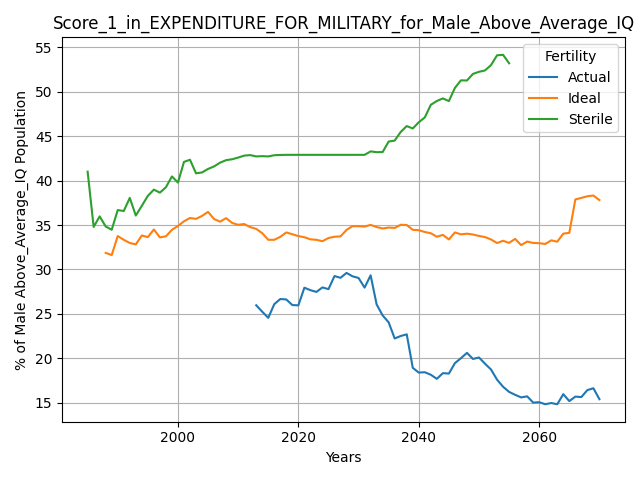 Score_1_in_EXPENDITURE_FOR_MILITARY_for_Male_Above_Average_IQ
% of Male Above_Average_IQ Population
55
50
45
40
35
30
25
20
15
Fertility
Actual
Ideal
Sterile
2000 2020 2040 2060
Years